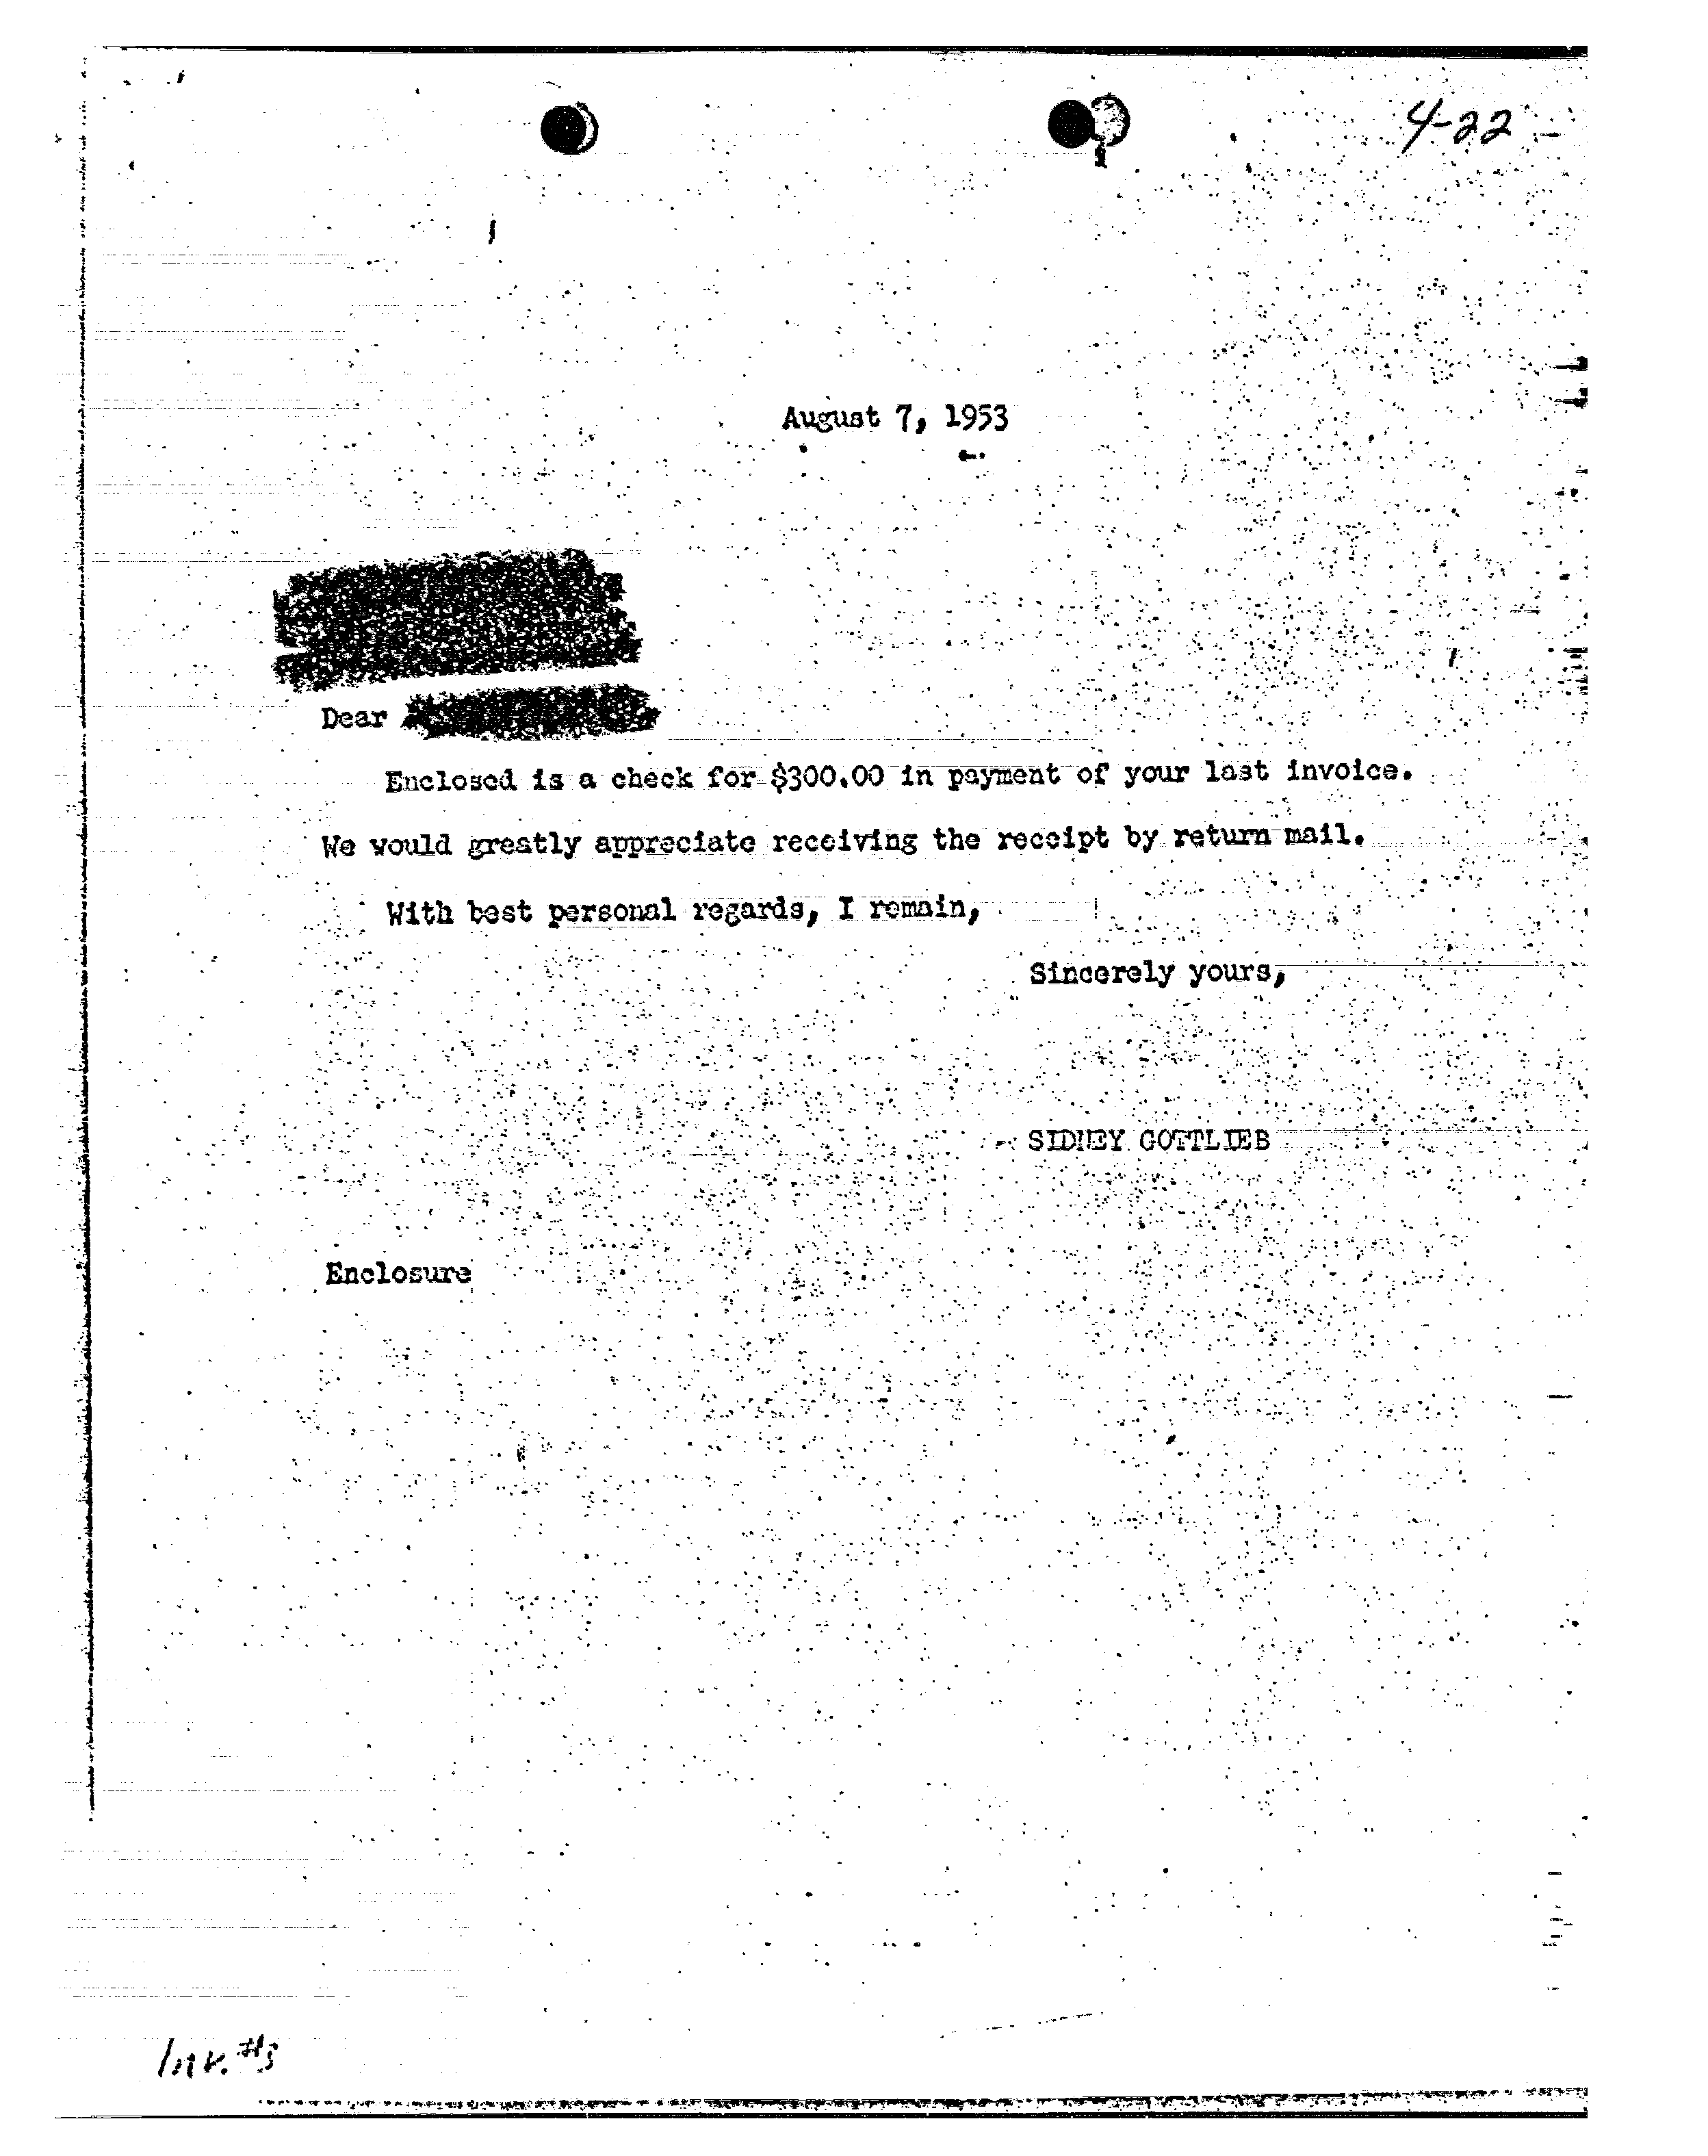 4-22
August 7, 1953
Dear
Enclosed is a check for $300.00 in payment of your last invoice.
We would greatly appreciate receiving the receipt by return mail.
With best personal regards, I remain,
Sincerely yours,
SIDNEY GOTTLIEB
Enclosure
Inv. #3